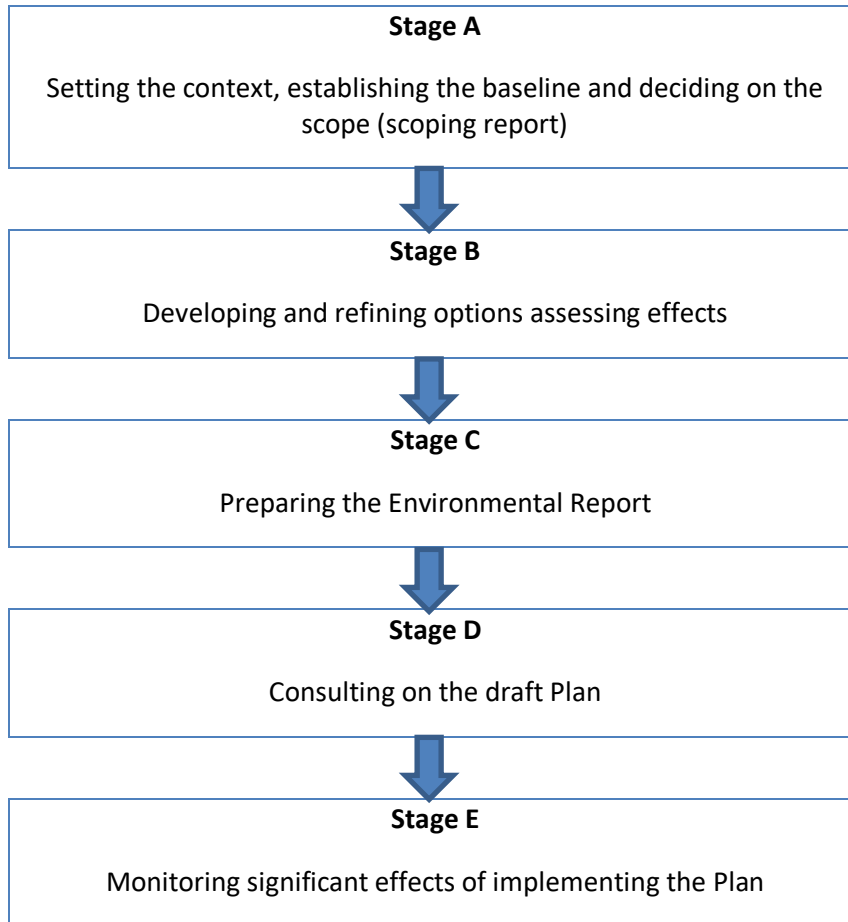 Stage A
Setting the context, establishing the baseline and deciding on the
scope (scoping report)
Stage B
Developing and refining options assessing effects
Stage C
Preparing the Environmental Report
Stage D
Consulting on the draft Plan
Stage E
Monitoring significant effects of implementing the Plan